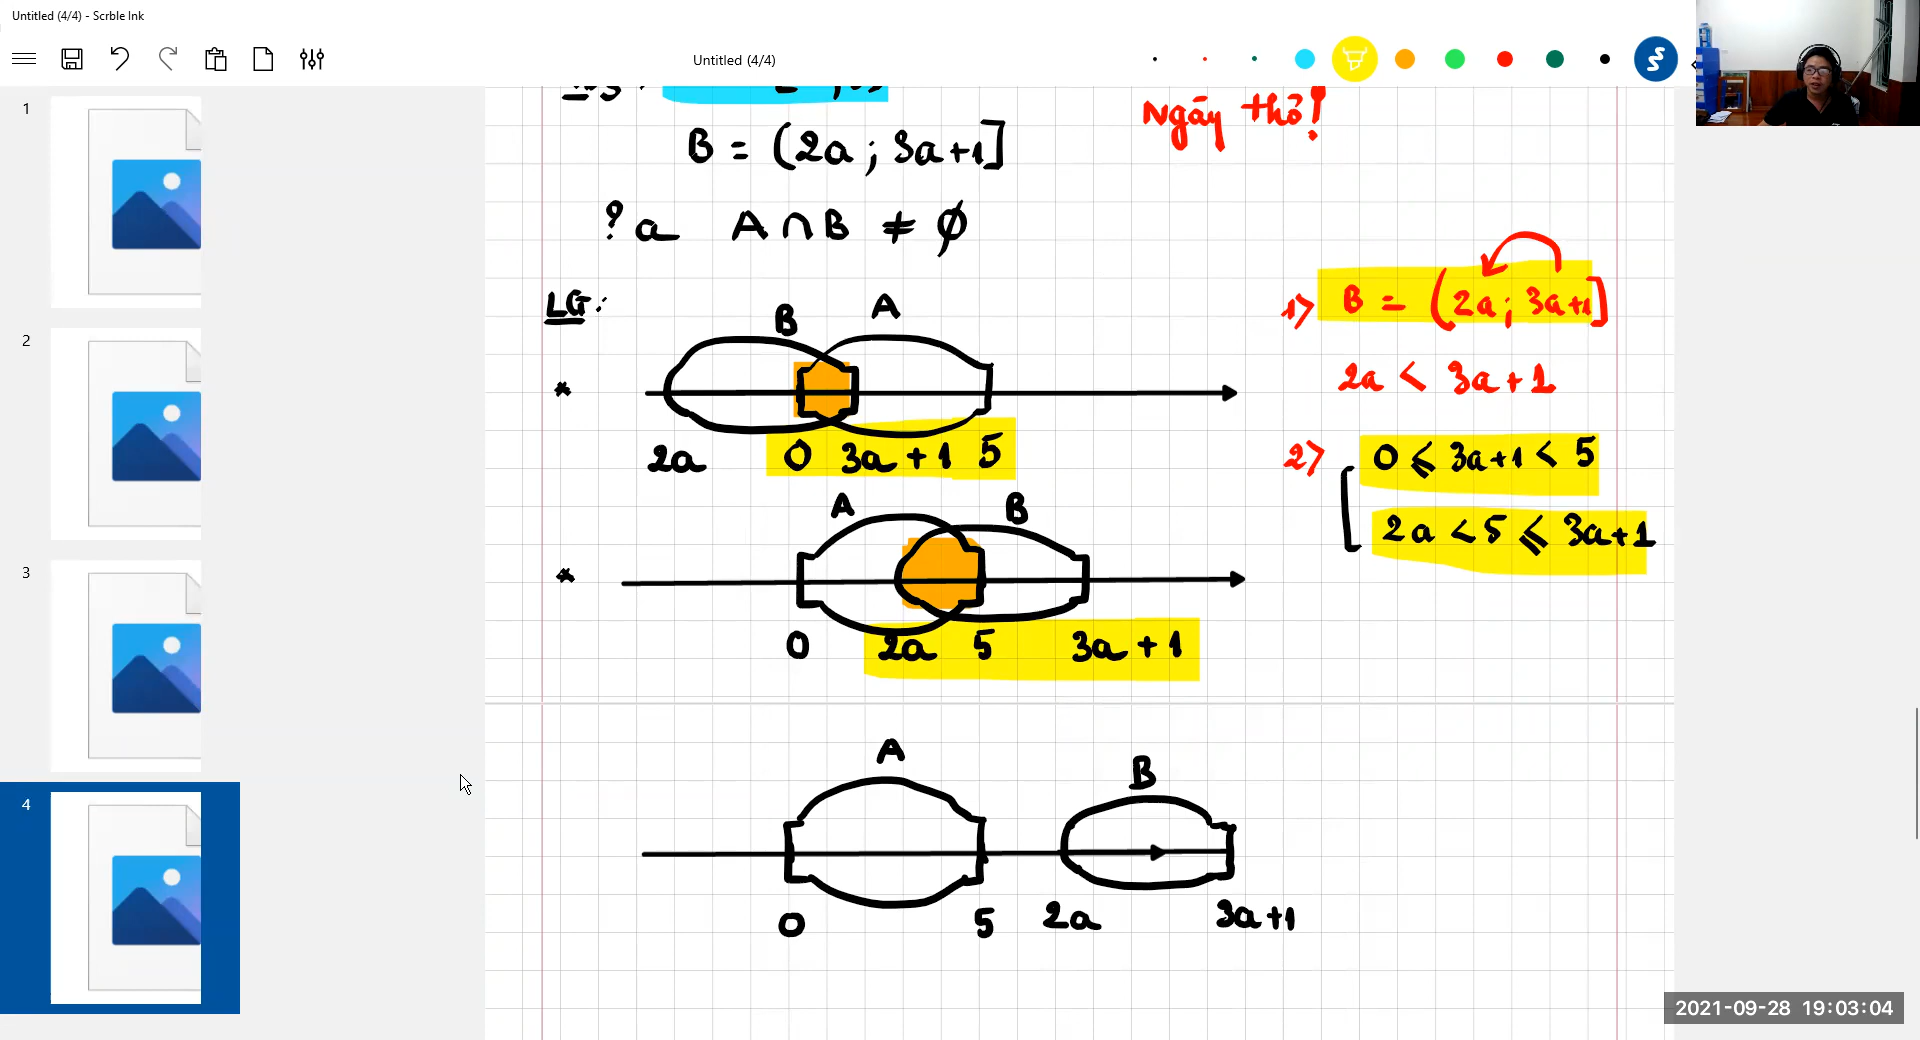 Untitled (4/4) - Scrble Ink
Untitled (4/4)
1
2
3
4
Ngây thơ!
B = (2a ; 3a+1]
? a A ∩ B ≠ ∅
LG:
B A
*
2a 0 3a + 1 5
A B
*
0 2a 5 3a + 1
1) B = (2a; 3a+1]
2a < 3a + 1
2) 0 ≤ 3a+1 < 5
2a < 5 ≤ 3a+1
A B
0 5 2a 3a+1
2021-09-28 19:03:04